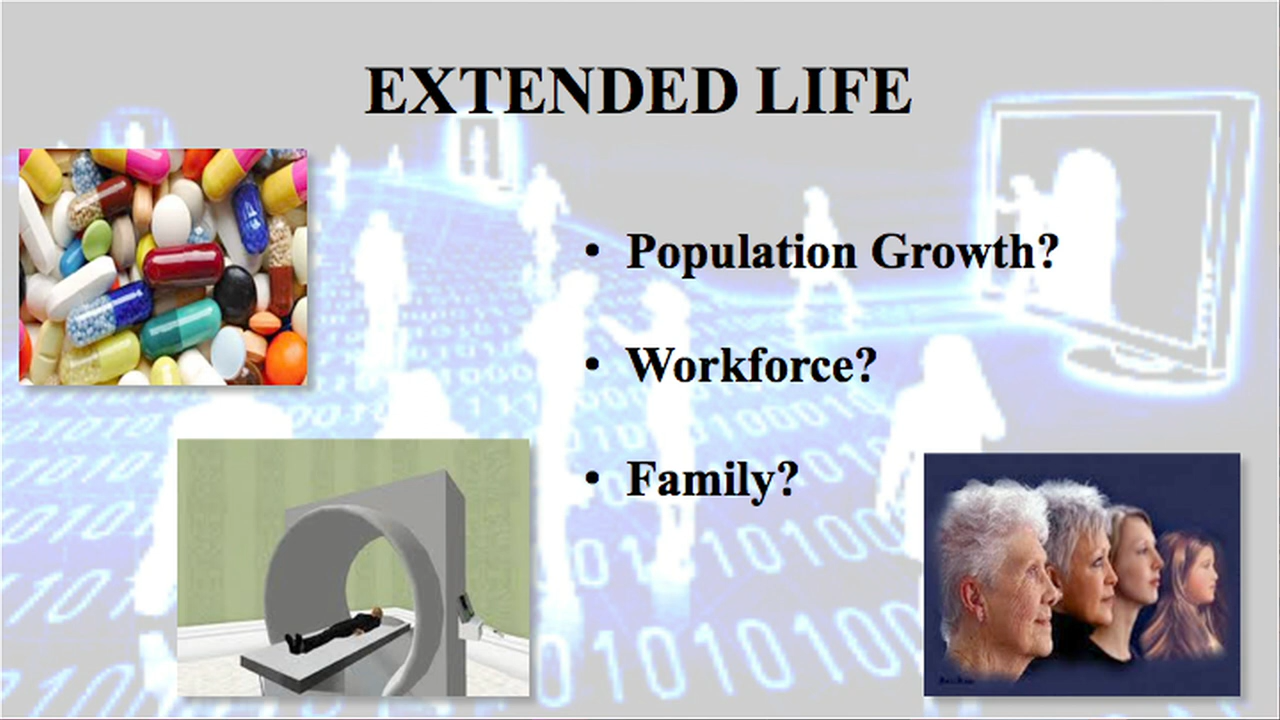 EXTENDED LIFE
• Population Growth?
• Workforce?
• Family?